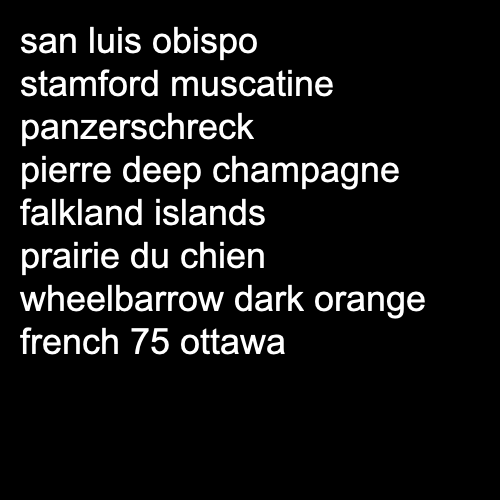 san luis obispo
stamford muscatine
panzerschreck
pierre deep champagne
falkland islands
prairie du chien
wheelbarrow dark orange
french 75 ottawa